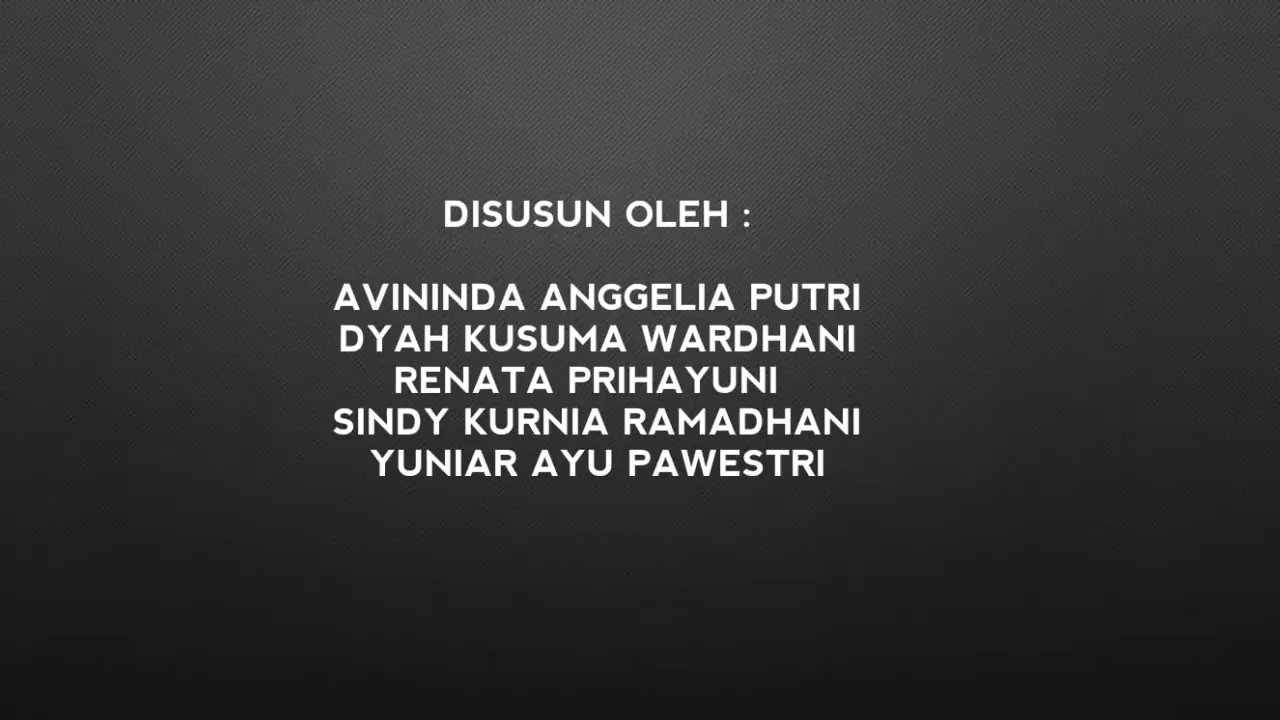 DISUSUN OLEH :
AVININDA ANGGELIA PUTRI
DYAH KUSUMA WARDHANI
RENATA PRIHAYUNI
SINDY KURNIA RAMADHANI
YUNIAR AYU PAWESTRI